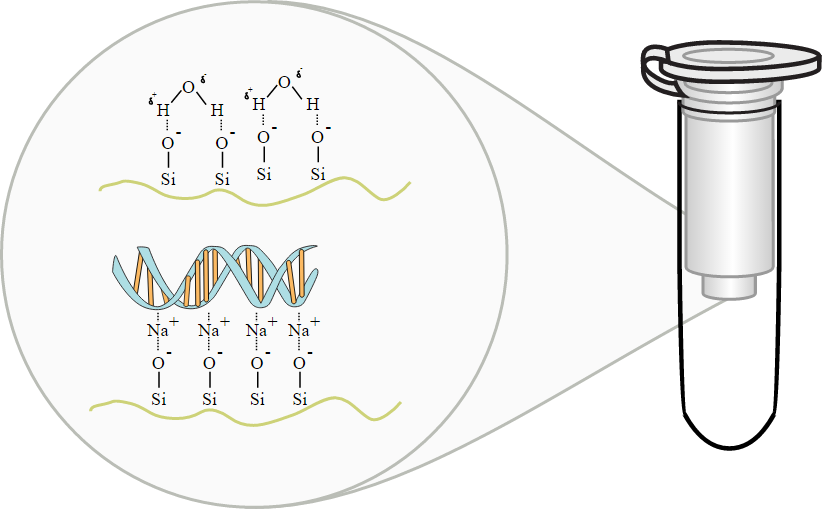 δ+ δ- δ+ δ-
O O
H H H H
O- O- O- O-
Si Si Si Si
Na+ Na+ Na+ Na+
O- O- O- O-
Si Si Si Si